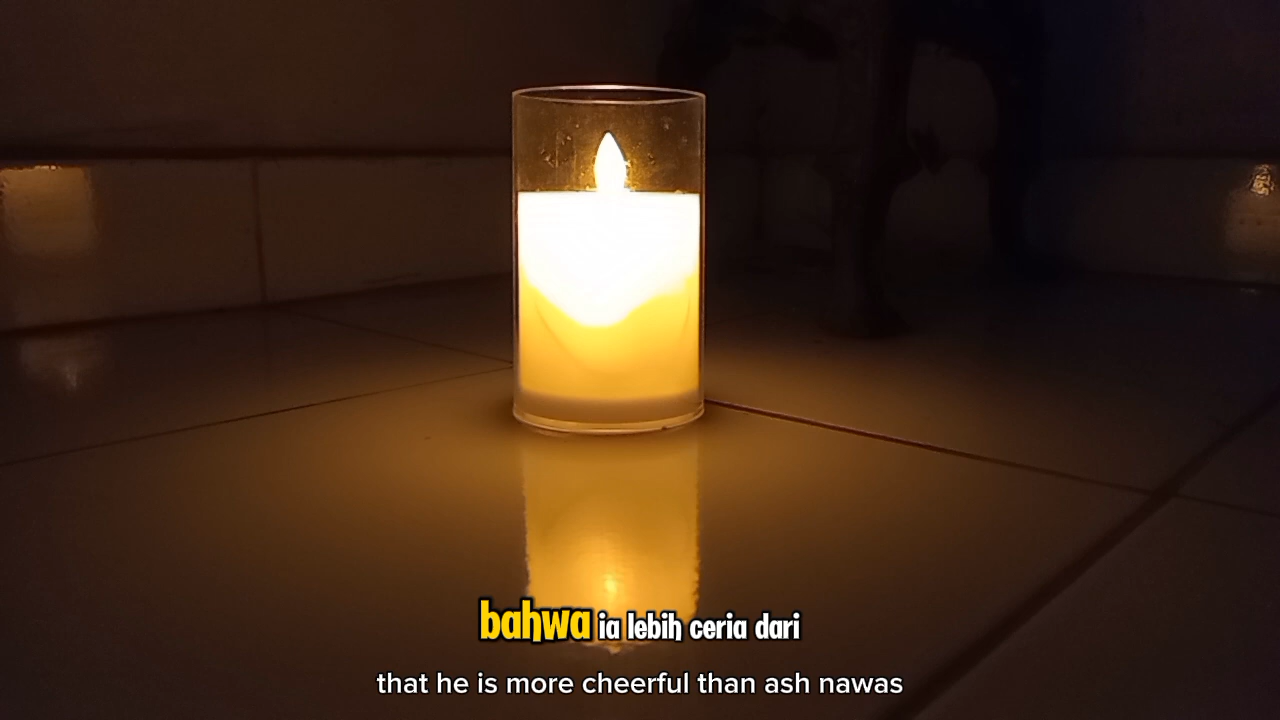 bahwa ia lebih ceria dari
that he is more cheerful than ash nawas